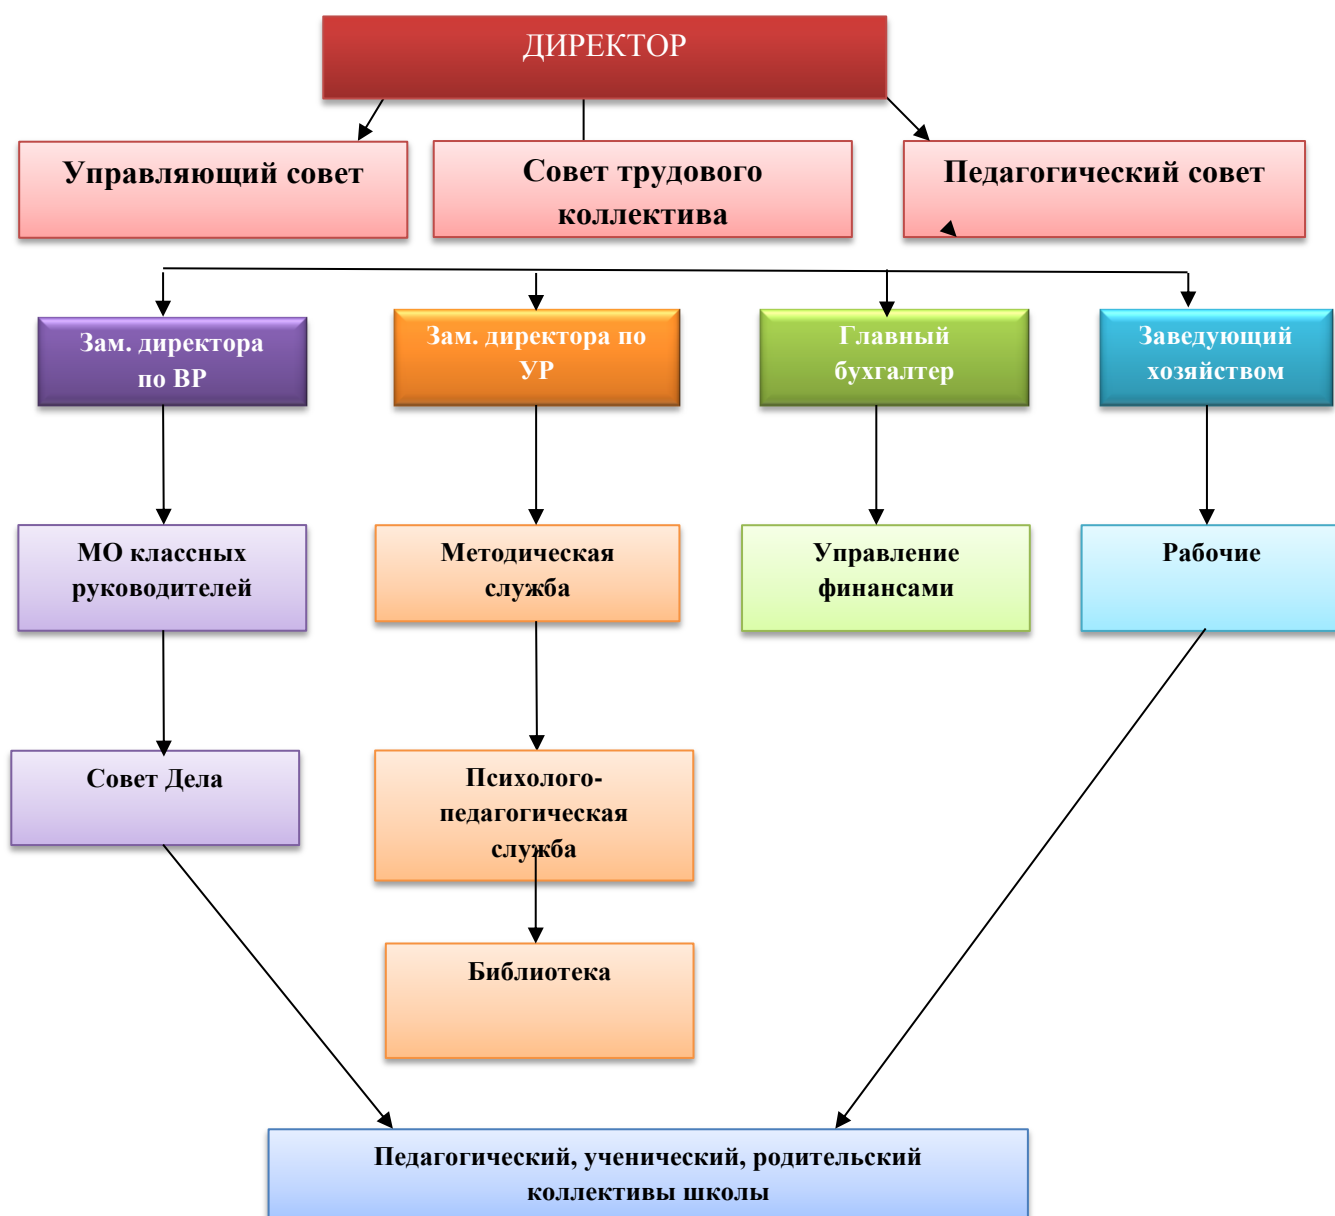 ДИРЕКТОР
Управляющий совет
Совет трудового
коллектива
Педагогический совет
Зам. директора
по ВР
Зам. директора по
УР
Главный
бухгалтер
Заведующий
хозяйством
МО классных
руководителей
Методическая
служба
Управление
финансами
Рабочие
Совет Дела
Психолого-
педагогическая
служба
Библиотека
Педагогический, ученический, родительский
коллективы школы